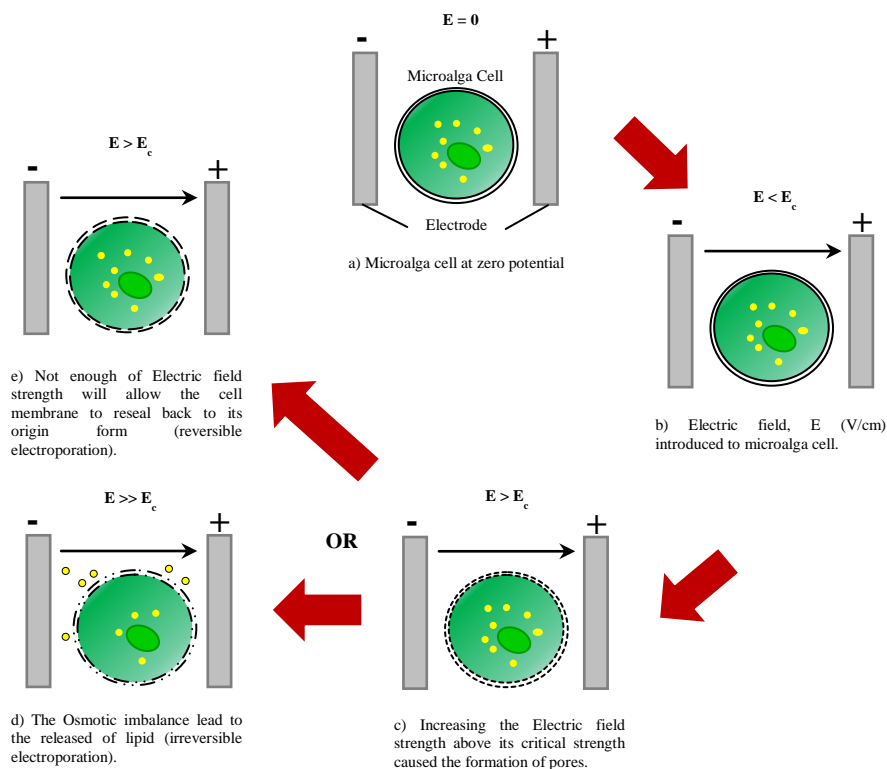 E = 0
- +
Microalga Cell
Electrode
a) Microalga cell at zero potential
E < Ec
- +
b) Electric field, E (V/cm)
introduced to microalga cell.
E > Ec
- +
c) Increasing the Electric field
strength above its critical strength
caused the formation of pores.
OR
E >> Ec
- +
d) The Osmotic imbalance lead to
the released of lipid (irreversible
electroporation).
E > Ec
- +
e) Not enough of Electric field
strength will allow the cell
membrane to reseal back to its
origin form (reversible
electroporation).